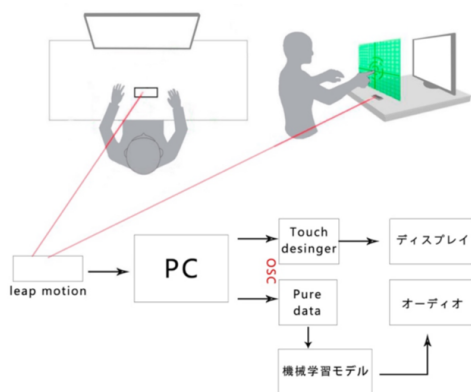 leap motion
PC
OSC
Touch
desinger
ディスプレイ
Pure
data
オーディオ
機械学習モデル